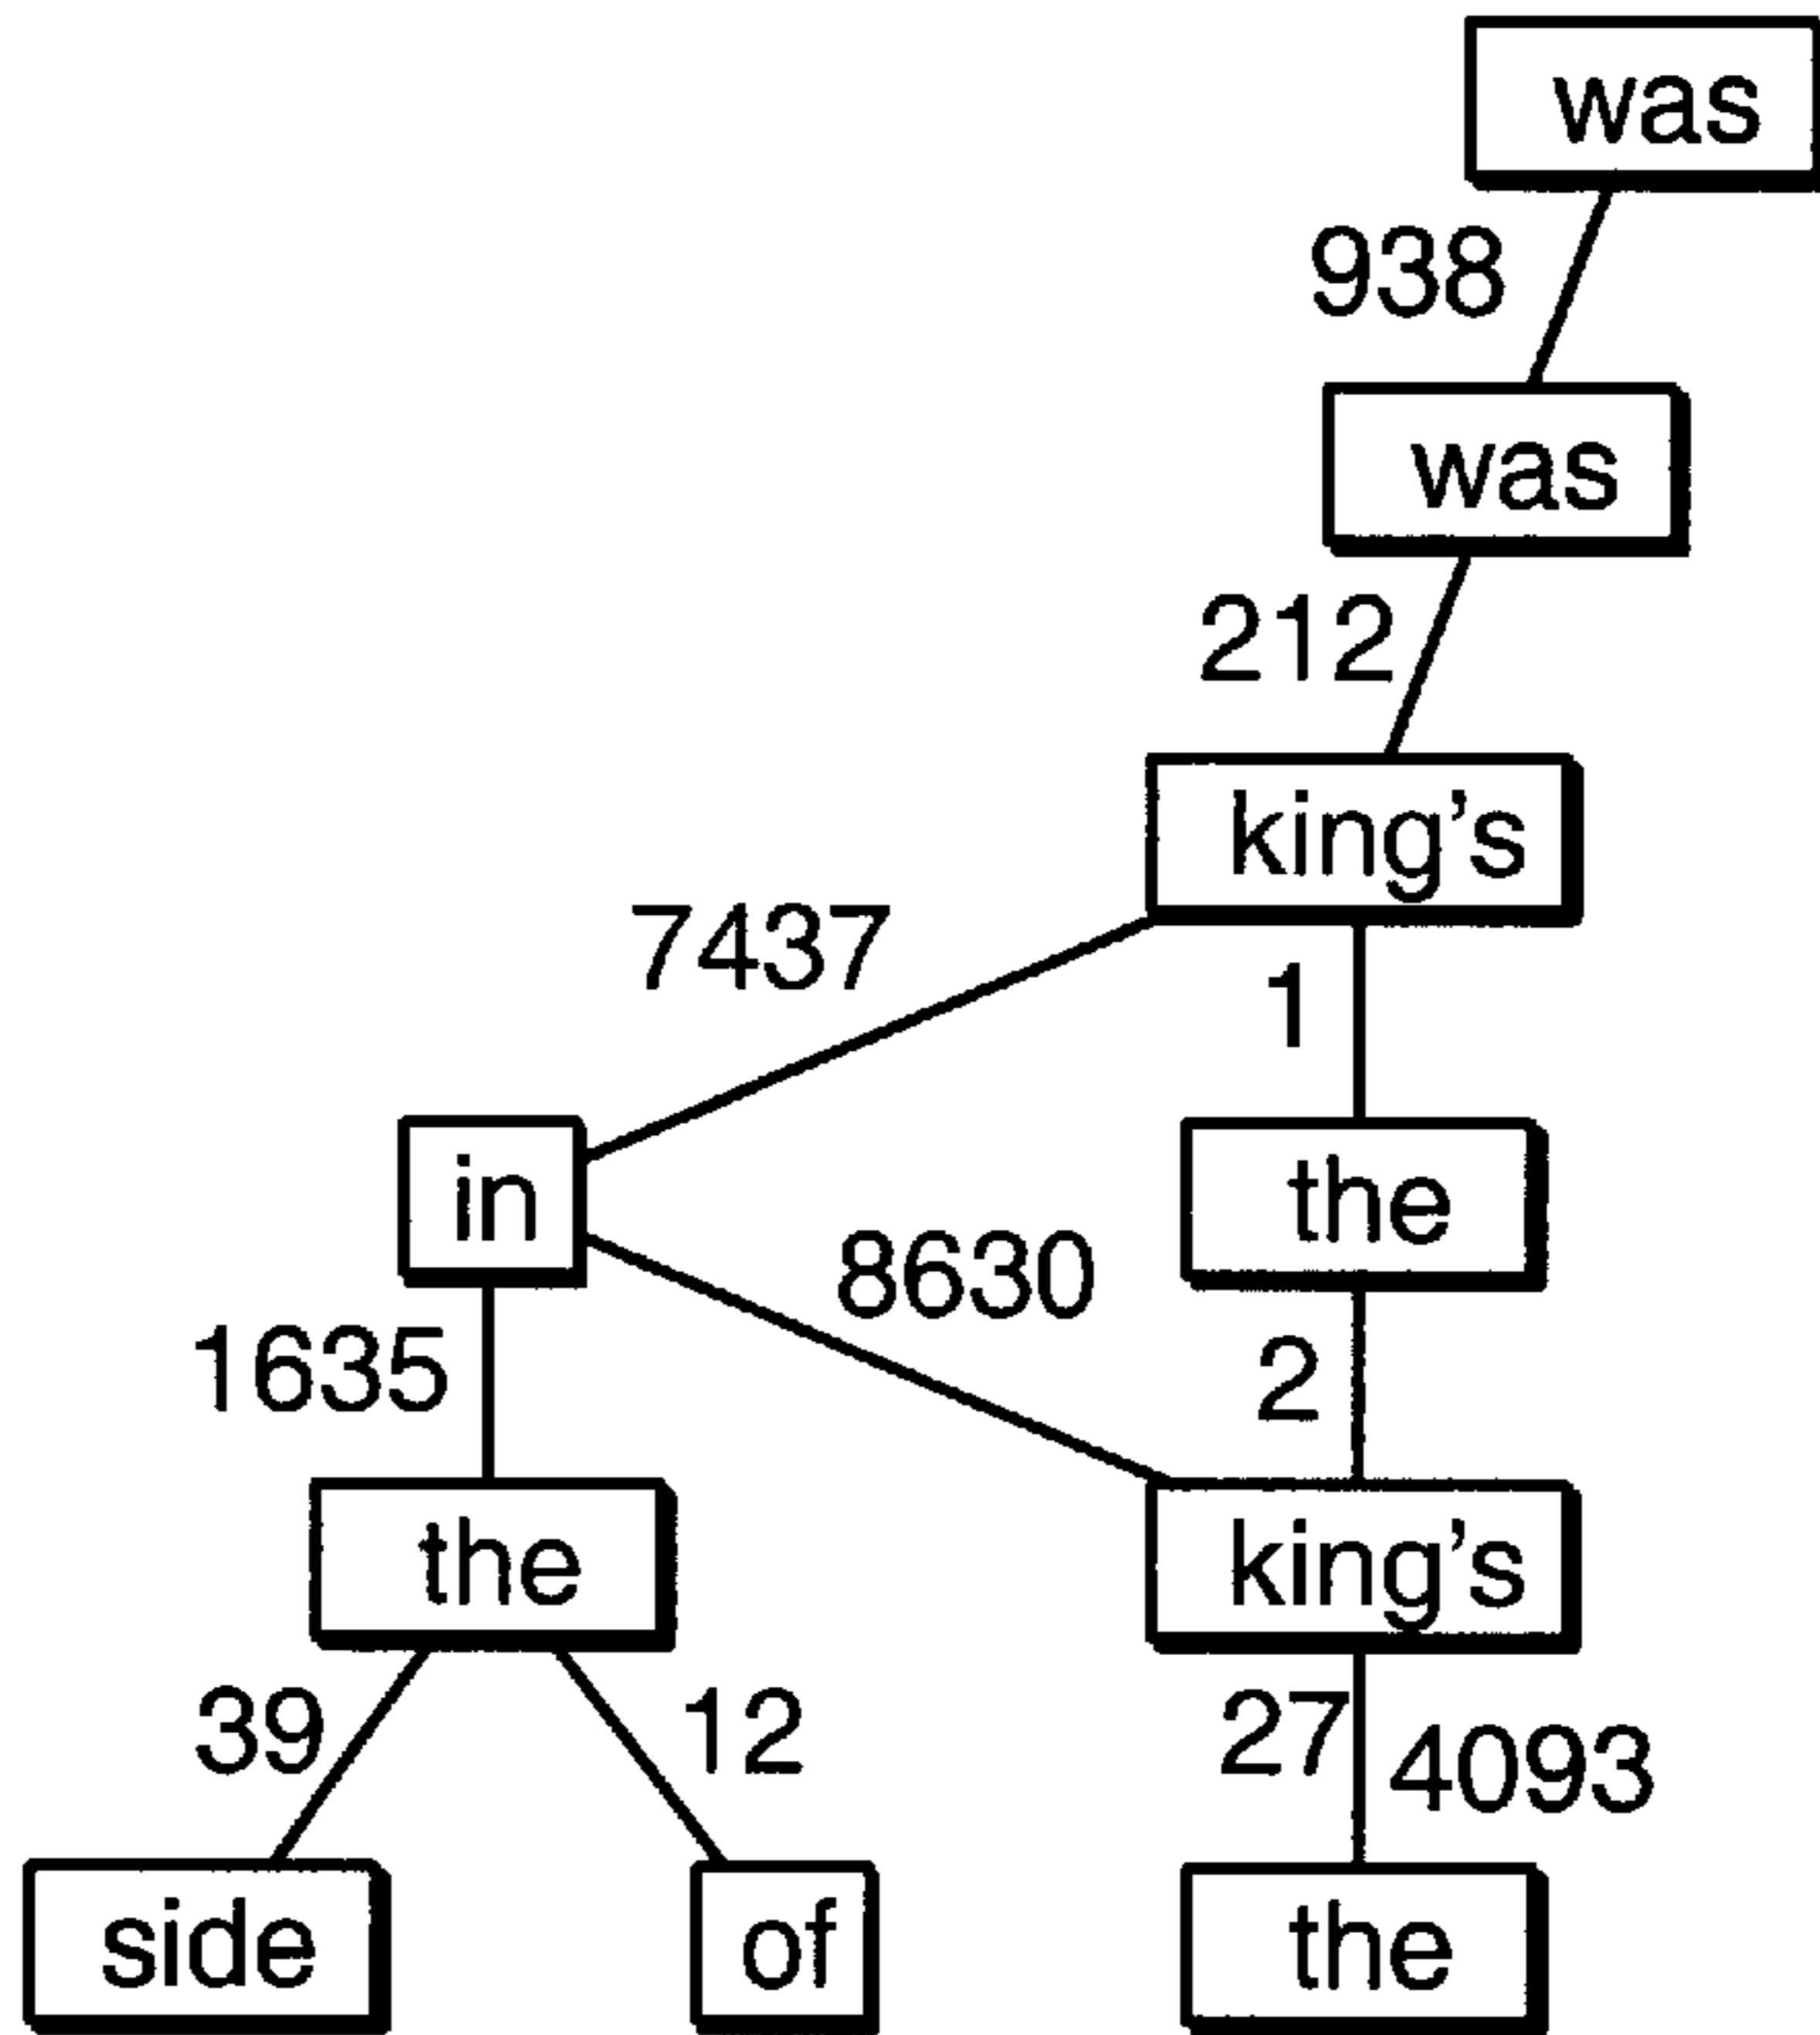 was
938
was
212
king's
7437
1
in
the
8630
1635
2
the
king's
39
12
27
4093
side
of
the